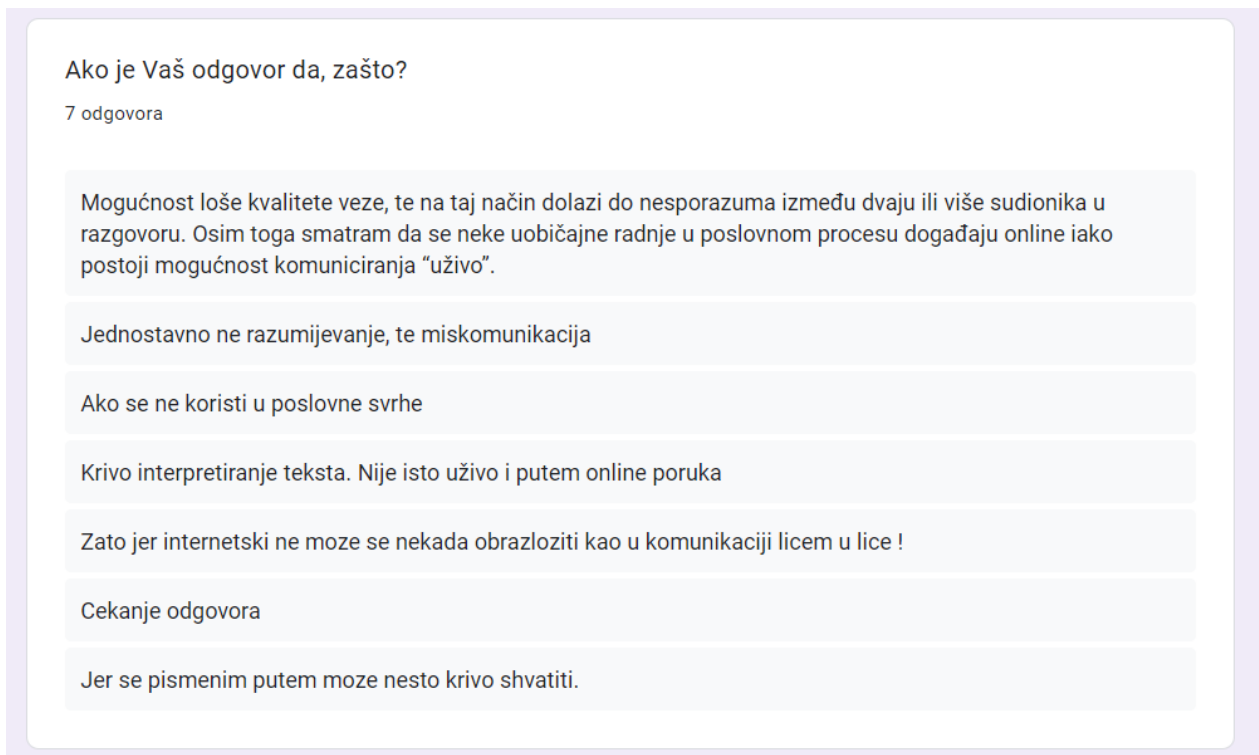 Ako je Vaš odgovor da, zašto?
7 odgovora
Mogućnost loše kvalitete veze, te na taj način dolazi do nesporazuma između dvaju ili više sudionika u
razgovoru. Osim toga smatram da se neke uobičajne radnje u poslovnom procesu događaju online iako
postoji mogućnost komuniciranja “uživo”.
Jednostavno ne razumijevanje, te miskomunikacija
Ako se ne koristi u poslovne svrhe
Krivo interpretiranje teksta. Nije isto uživo i putem online poruka
Zato jer internetski ne moze se nekada obrazloziti kao u komunikaciji licem u lice !
Cekanje odgovora
Jer se pismenim putem moze nesto krivo shvatiti.